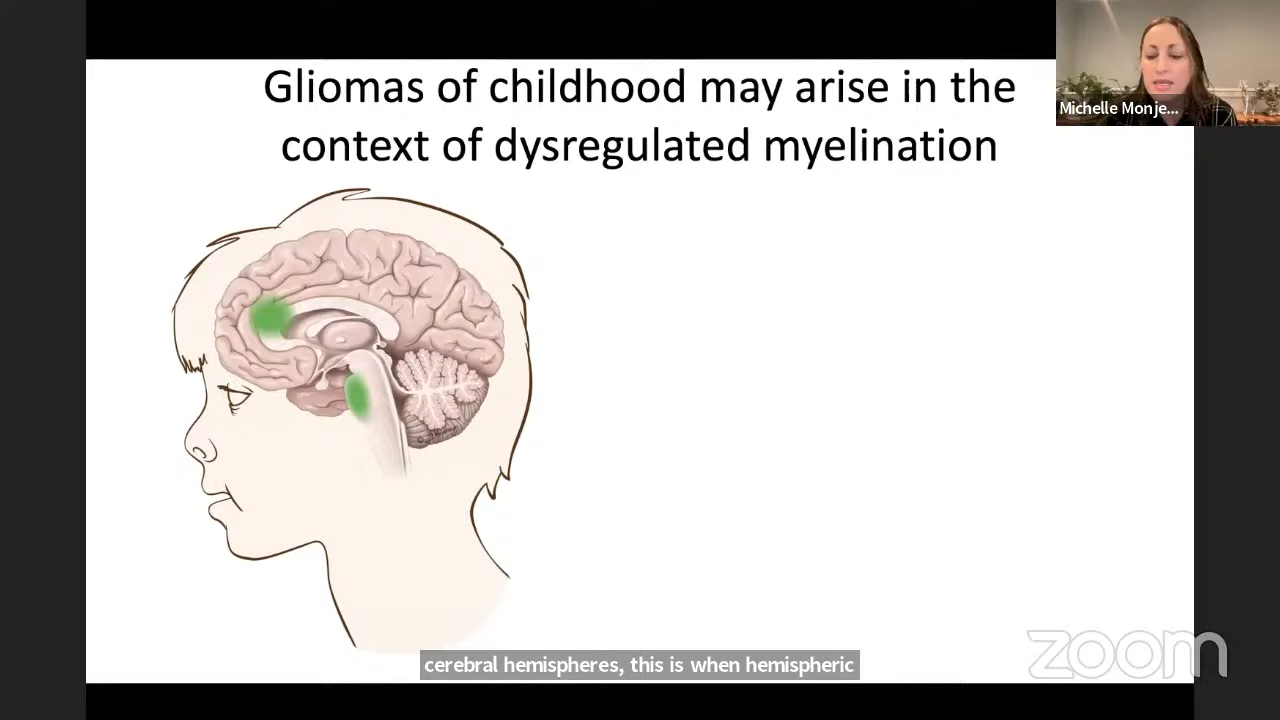 Gliomas of childhood may arise in the
context of dysregulated myelination
Michelle Monje...
cerebral hemispheres, this is when hemispheric
zoom